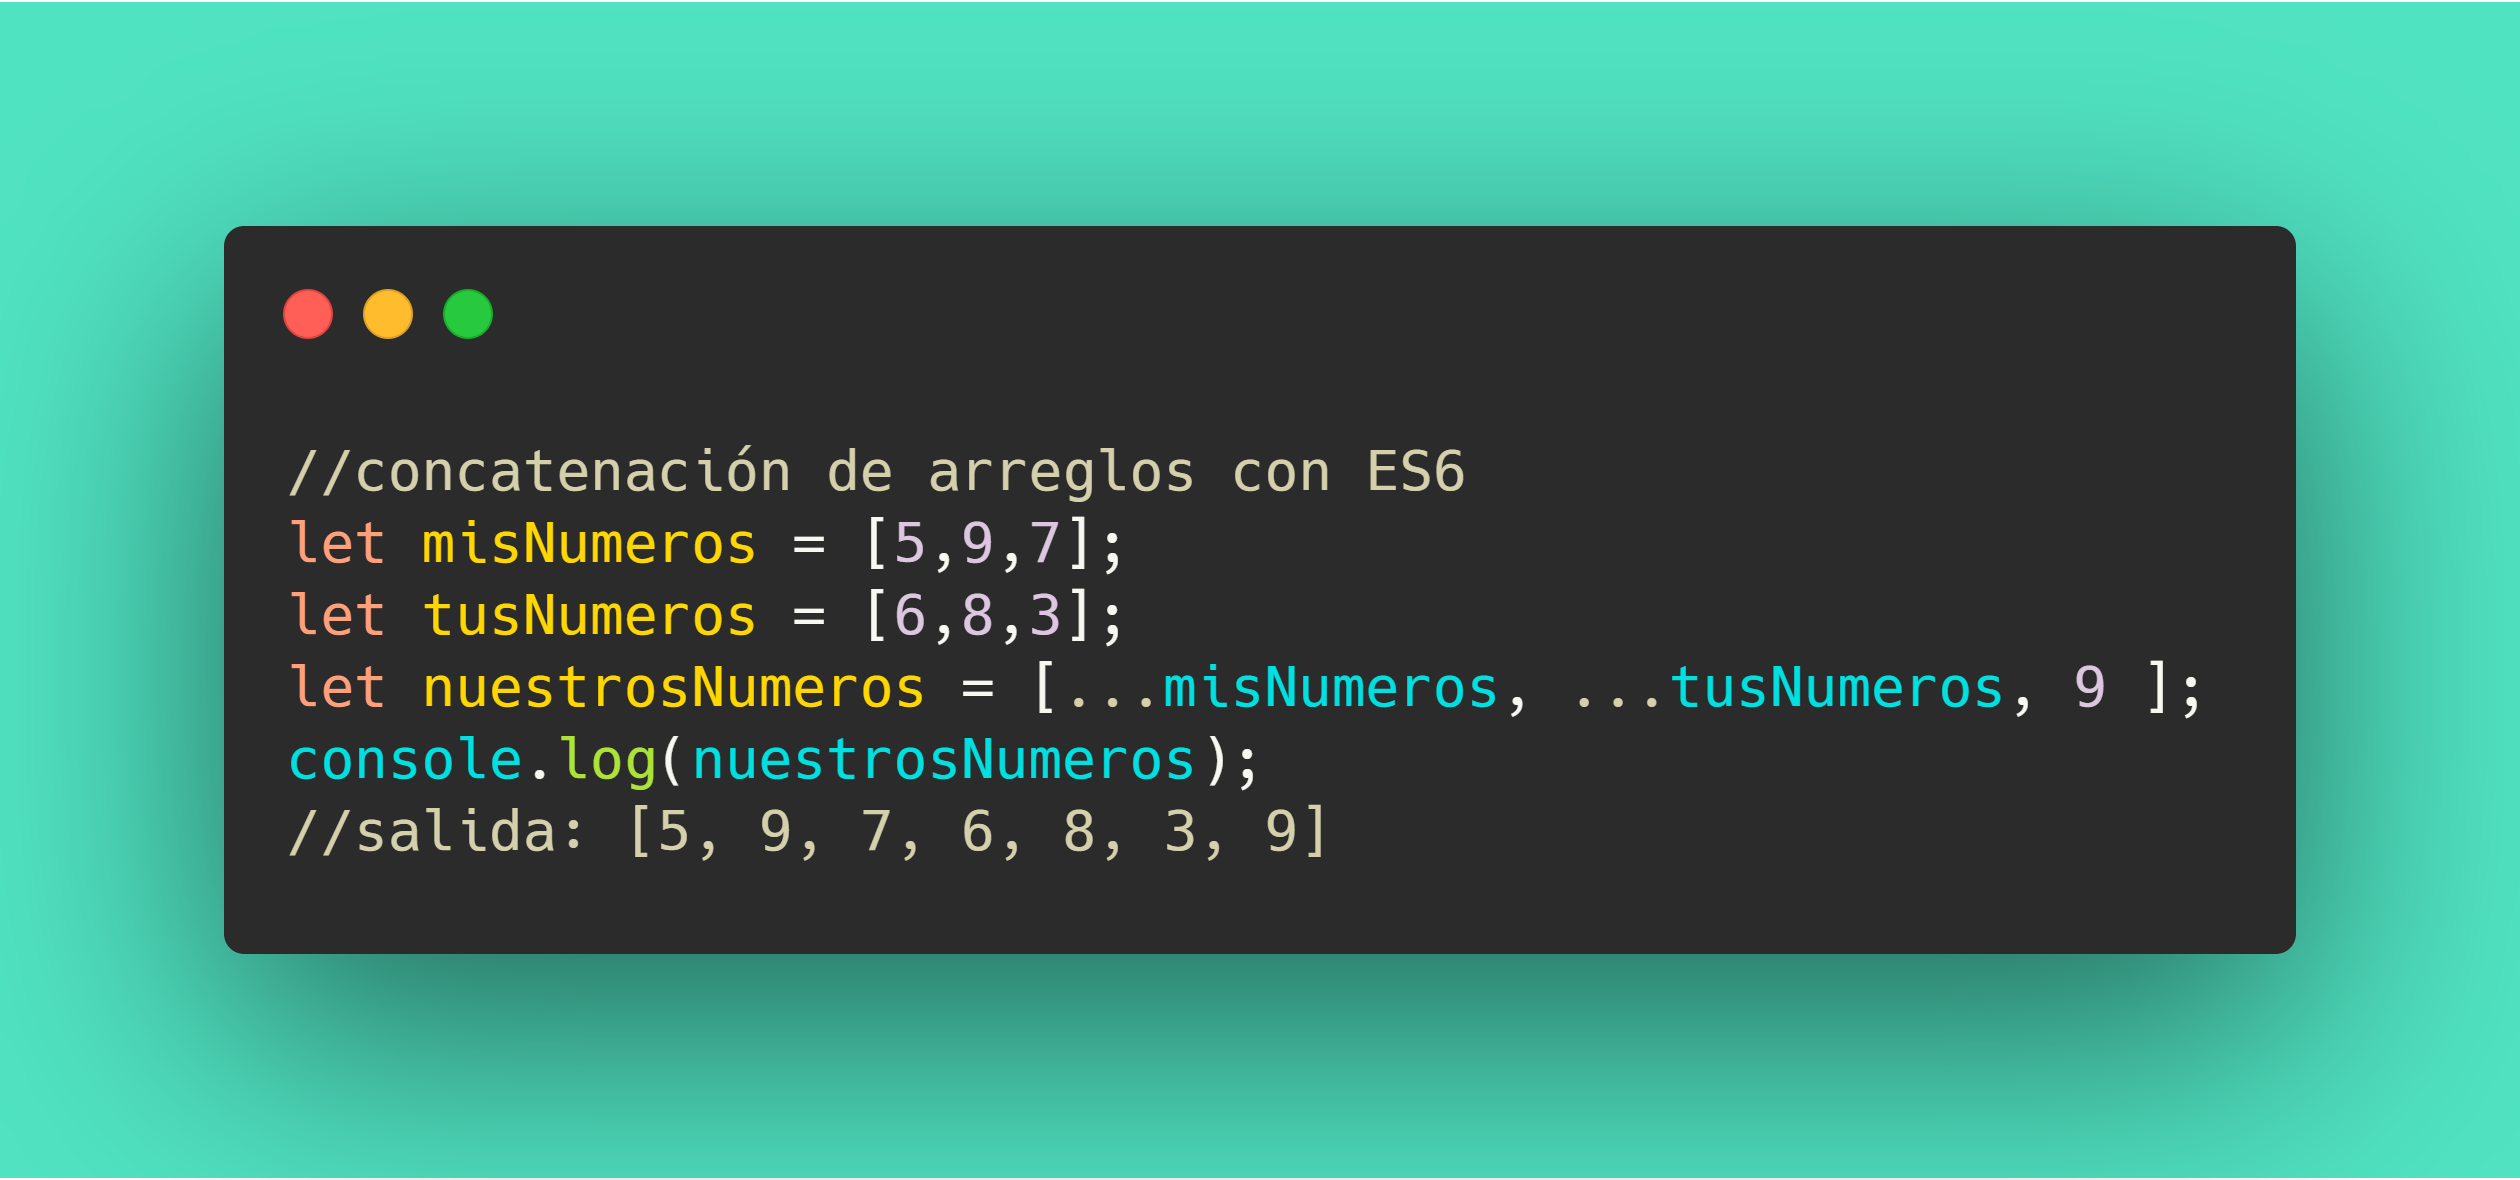 //concatenación de arreglos con ES6
let misNumeros = [5,9,7];
let tusNumeros = [6,8,3];
let nuestrosNumeros = [...misNumeros, ...tusNumeros, 9 ];
console.log(nuestrosNumeros);
//salida: [5, 9, 7, 6, 8, 3, 9]